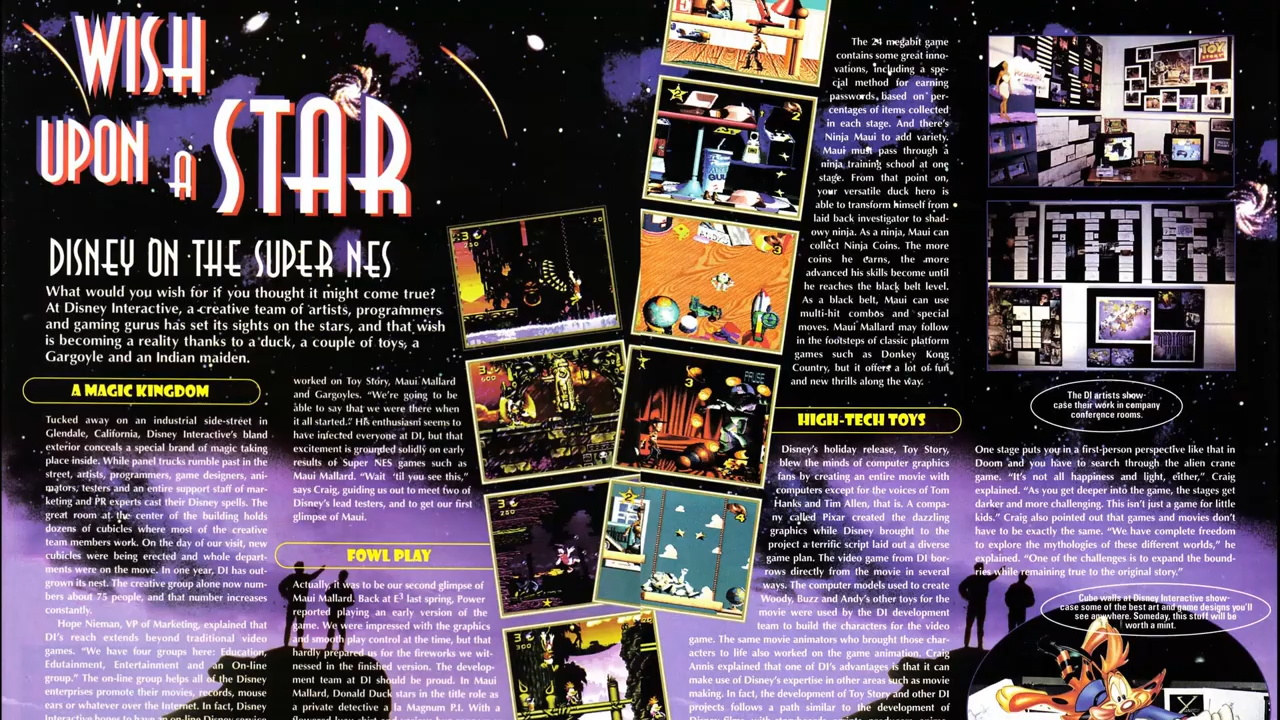 WISH
UPON A STAR
DISNEY ON THE SUPER NES
What would you wish for if you thought it might come true?
At Disney Interactive, a creative team of artists, programmers
and gaming gurus has set its sights on the stars, and that wish
is becoming a reality thanks to a duck, a couple of toys, a
Gargoyle and an Indian maiden.
A MAGIC KINGDOM
Tucked away on an industrial side-street in
Glendale, California, Disney Interactive's bland
exterior conceals a special brand of magic taking
place inside. While panel trucks rumble past in the
street, artists, programmers, game designers, ani-
mators, testers and an entire support staff of mar-
keting and PR experts cast their Disney spells. The
great room at the center of the building holds
dozens of cubicles where most of the creative
team members work. On the day of our visit, new
cubicles were being erected and whole depart-
ments were on the move. In one year, DI has out-
grown its nest. The creative group alone now num-
bers about 75 people, and that number increases
constantly.
Hope Nieman, VP of Marketing, explained that
DI's reach extends beyond traditional video
games. "We have four groups here: Education,
Edutainment, Entertainment and an On-line
group." The on-line group helps all of the Disney
enterprises promote their movies, records, mouse
ears or whatever over the Internet. In fact, Disney
Interactive hopes to have an on-line Disney service
worked on Toy Story, Maui Mallard
and Gargoyles. "We're going to be
able to say that we were there when
it all started." His enthusiasm seems to
have infected everyone at DI, but that
excitement is grounded solidly on early
results of Super NES games such as
Maui Mallard. "Wait 'til you see this,"
says Craig, guiding us out to meet two of
Disney's lead testers, and to get our first
glimpse of Maui.
FOWL PLAY
Actually, it was to be our second glimpse of
Maui Mallard. Back at E3 last spring, Power
reported playing an early version of the
game. We were impressed with the graphics
and smooth play control at the time, but that
hardly prepared us for the fireworks we wit-
nessed in the finished version. The develop-
ment team at DI should be proud. In Maui
Mallard, Donald Duck stars in the title role as
a private detective a la Magnum P.I. With a
The 24 megabit game
contains some great inno-
vations, including a spe-
cial method for earning
passwords based on per-
centages of items collected
in each stage. And there's
Ninja Maui to add variety.
Maui must pass through a
ninja training school at one
stage. From that point on,
your versatile duck hero is
able to transform himself from
laid back investigator to shad-
owy ninja. As a ninja, Maui can
collect Ninja Coins. The more
coins he earns, the more
advanced his skills become until
he reaches the black belt level.
As a black belt, Maui can use
multi-hit combos and special
moves. Maui Mallard may follow
in the footsteps of classic platform
games such as Donkey Kong
Country, but it offers a lot of fun
and new thrills along the way.
HIGH-TECH TOYS
Disney's holiday release, Toy Story,
blew the minds of computer graphics
fans by creating an entire movie with
computers except for the voices of Tom
Hanks and Tim Allen, that is. A compa-
ny called Pixar created the dazzling
graphics while Disney brought to the
project a terrific script laid out a diverse
game plan. The video game from DI bor-
rows directly from the movie in several
ways. The computer models used to create
Woody, Buzz and Andy's other toys for the
movie were used by the DI development
team to build the characters for the video
game. The same movie animators who brought those char-
acters to life also worked on the game animation. Craig
Annis explained that one of DI's advantages is that it can
make use of Disney's expertise in other areas such as movie
making. In fact, the development of Toy Story and other DI
projects follows a path similar to the development of
TOY
STORY
The DI artists show-
case their work in company
conference rooms.
One stage puts you in a first-person perspective like that in
Doom and you have to search through the alien crane
game. "It's not all happiness and light, either," Craig
explained. "As you get deeper into the game, the stages get
darker and more challenging. This isn't just a game for little
kids." Craig also pointed out that games and movies don't
have to be exactly the same. "We have complete freedom
to explore the mythologies of these different worlds," he
explained. "One of the challenges is to expand the bound-
ries while remaining true to the original story."
Cube walls at Disney Interactive show-
case some of the best art and game designs you'll
see anywhere. Someday, this stuff will be
worth a mint.